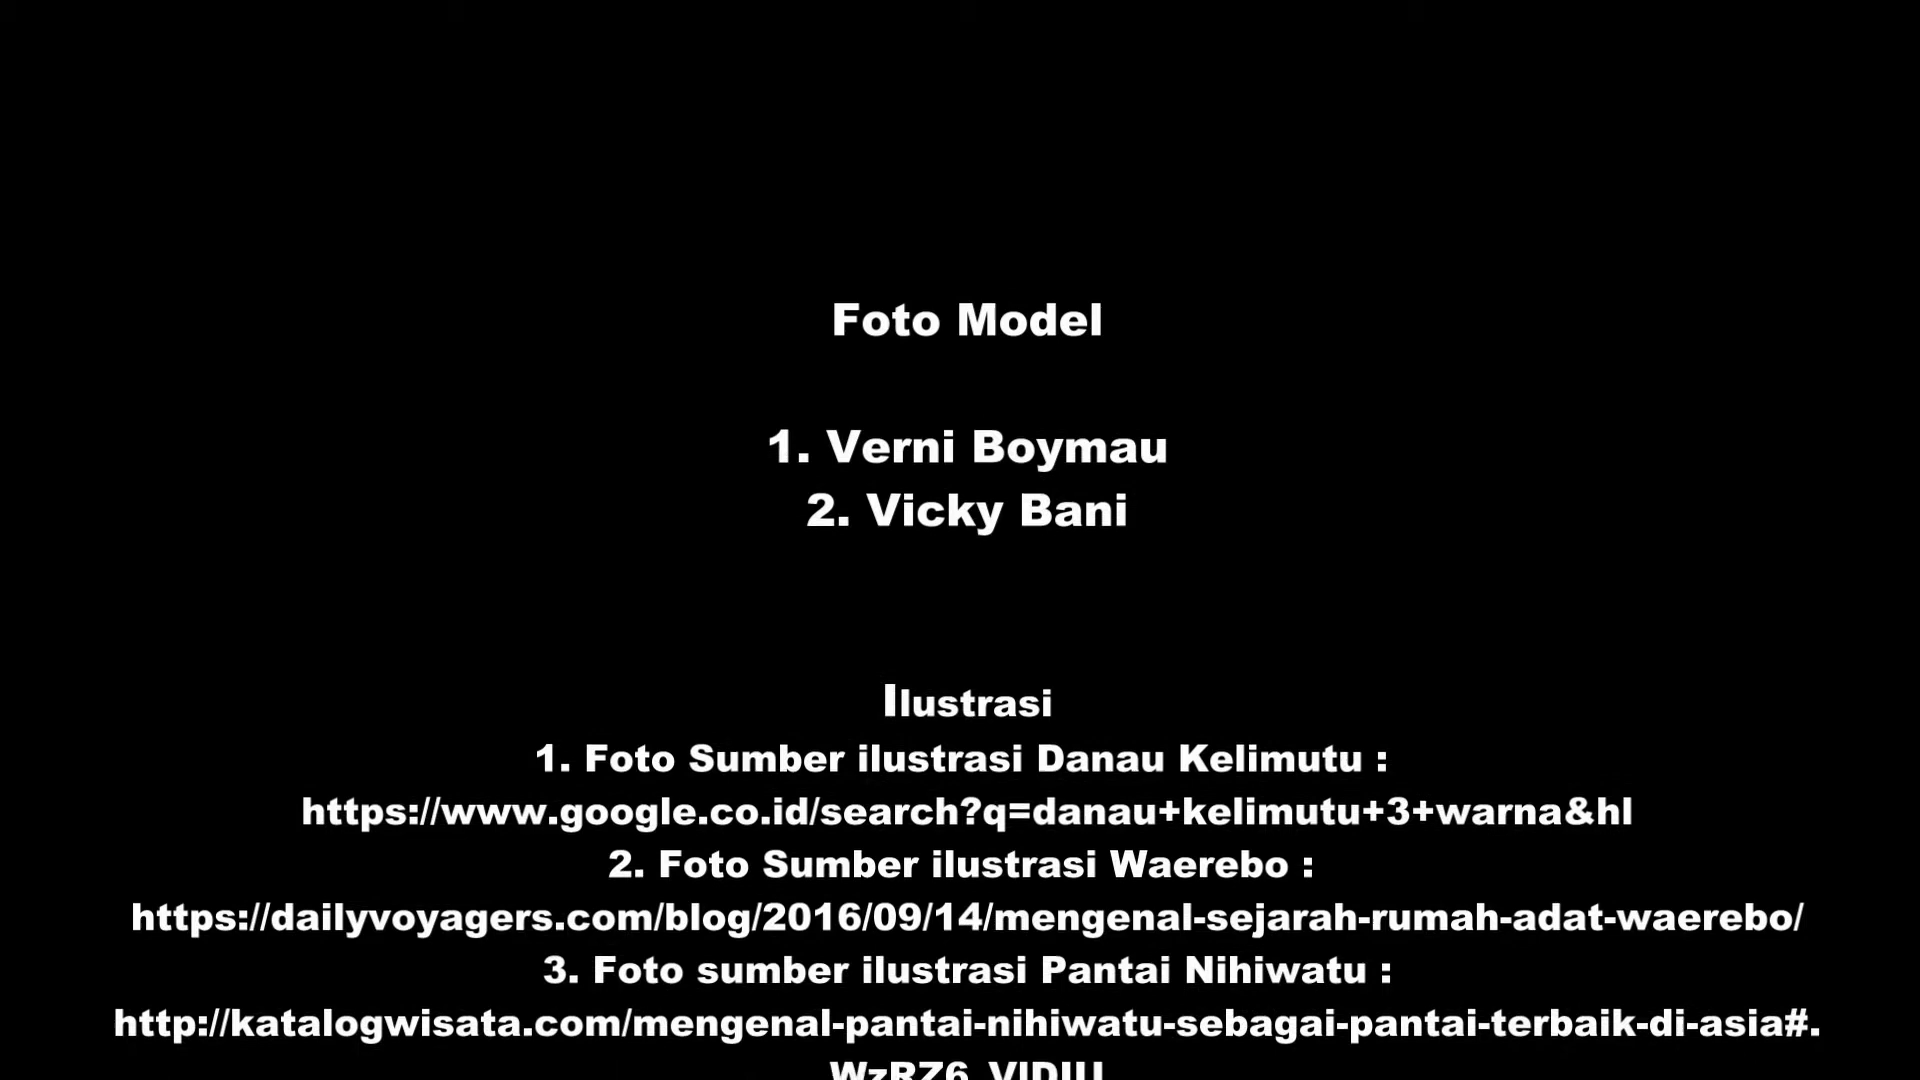 Foto Model
1. Verni Boymau
2. Vicky Bani
Ilustrasi
1. Foto Sumber ilustrasi Danau Kelimutu :
https://www.google.co.id/search?q=danau+kelimutu+3+warna&hl
2. Foto Sumber ilustrasi Waerebo :
https://dailyvoyagers.com/blog/2016/09/14/mengenal-sejarah-rumah-adat-waerebo/
3. Foto sumber ilustrasi Pantai Nihiwatu :
http://katalogwisata.com/mengenal-pantai-nihiwatu-sebagai-pantai-terbaik-di-asia#.